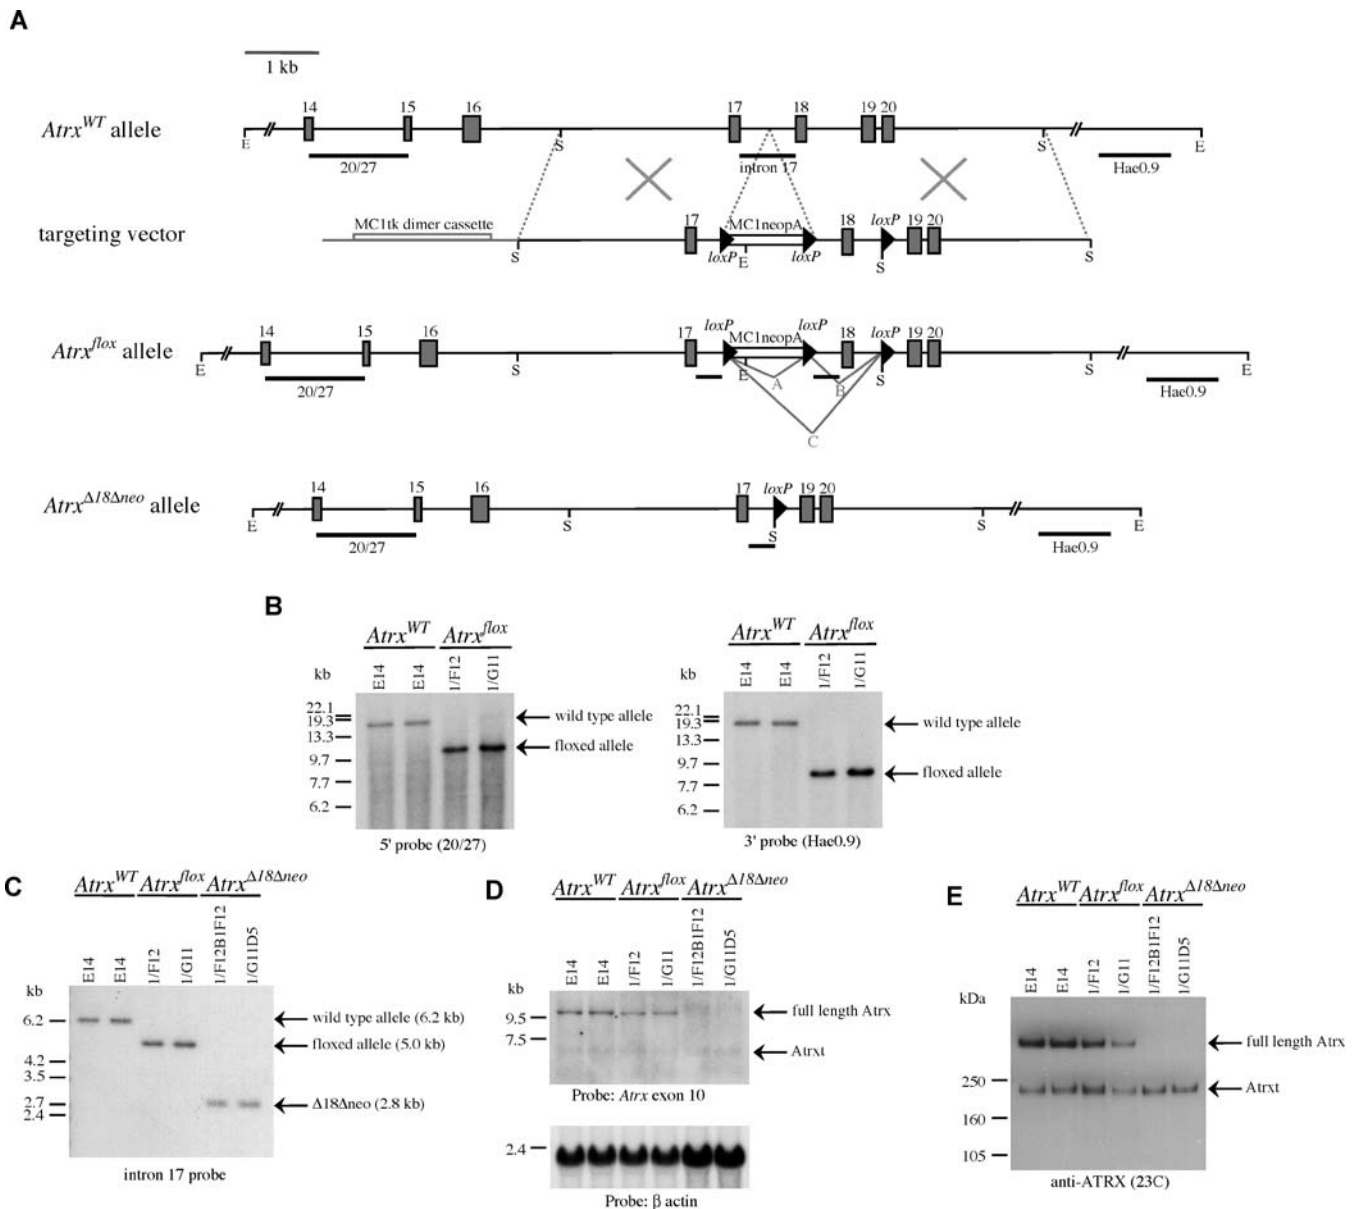 A
1 kb
14 15 16 17 18 19 20
Atrx^WT allele
E S S E
20/27 intron 17 Hae0.9
MC1tk dimer cassette 17 MC1neopA 18 loxP 19 20
targeting vector
S loxP E loxP S S
14 15 16 17 loxP MC1neopA loxP 18 loxP 19 20
Atrx^flox allele
E S E A B S S E
20/27 Hae0.9
C
14 15 16 17 loxP 19 20
Atrx^Δ18Δneo allele
E S S S E
20/27 Hae0.9
B
Atrx^WT Atrx^flox
kb E14 E14 1/F12 1/G11
22.1
19.3 wild type allele
13.3
floxed allele
9.7
7.7
6.2
5' probe (20/27)
Atrx^WT Atrx^flox
kb E14 E14 1/F12 1/G11
22.1
19.3 wild type allele
13.3
9.7
floxed allele
7.7
6.2
3' probe (Hae0.9)
C
Atrx^WT Atrx^flox Atrx^Δ18Δneo
E14 E14 1/F12 1/G11 1/F12B1F12 1/G11D5
kb
6.2 wild type allele (6.2 kb)
floxed allele (5.0 kb)
4.2
3.5
2.7 Δ18Δneo (2.8 kb)
2.4
intron 17 probe
D
Atrx^WT Atrx^flox Atrx^Δ18Δneo
E14 E14 1/F12 1/G11 1/F12B1F12 1/G11D5
kb
full length Atrx
9.5
7.5
Atrxt
Probe: Atrx exon 10
2.4
Probe: β actin
E
Atrx^WT Atrx^flox Atrx^Δ18Δneo
E14 E14 1/F12 1/G11 1/F12B1F12 1/G11D5
kDa
full length Atrx
250
Atrxt
160
105
anti-ATRX (23C)